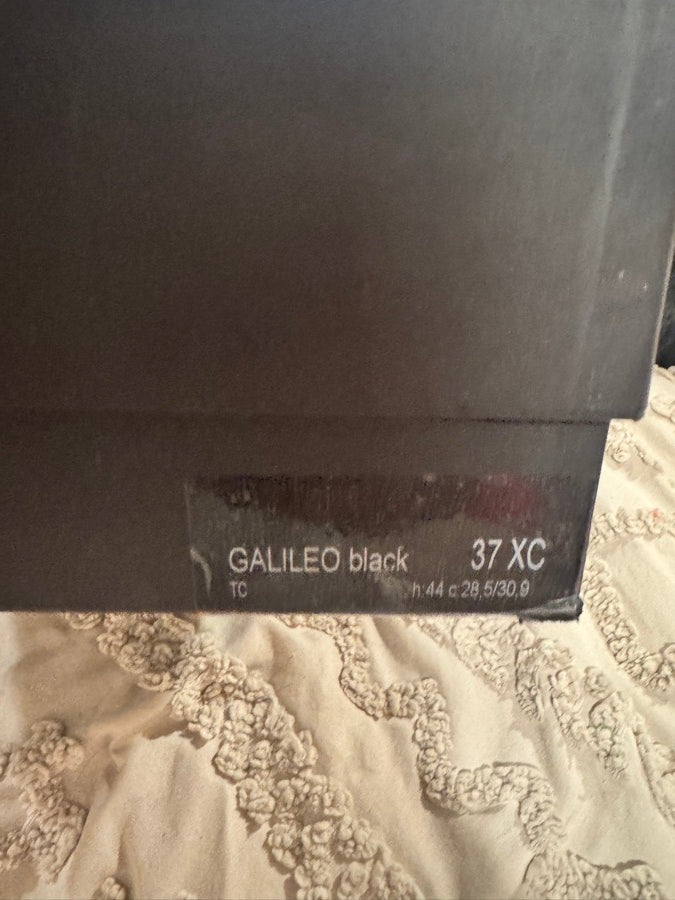 GALILEO black 37 XC
TC h:44 c:28,5/30,9